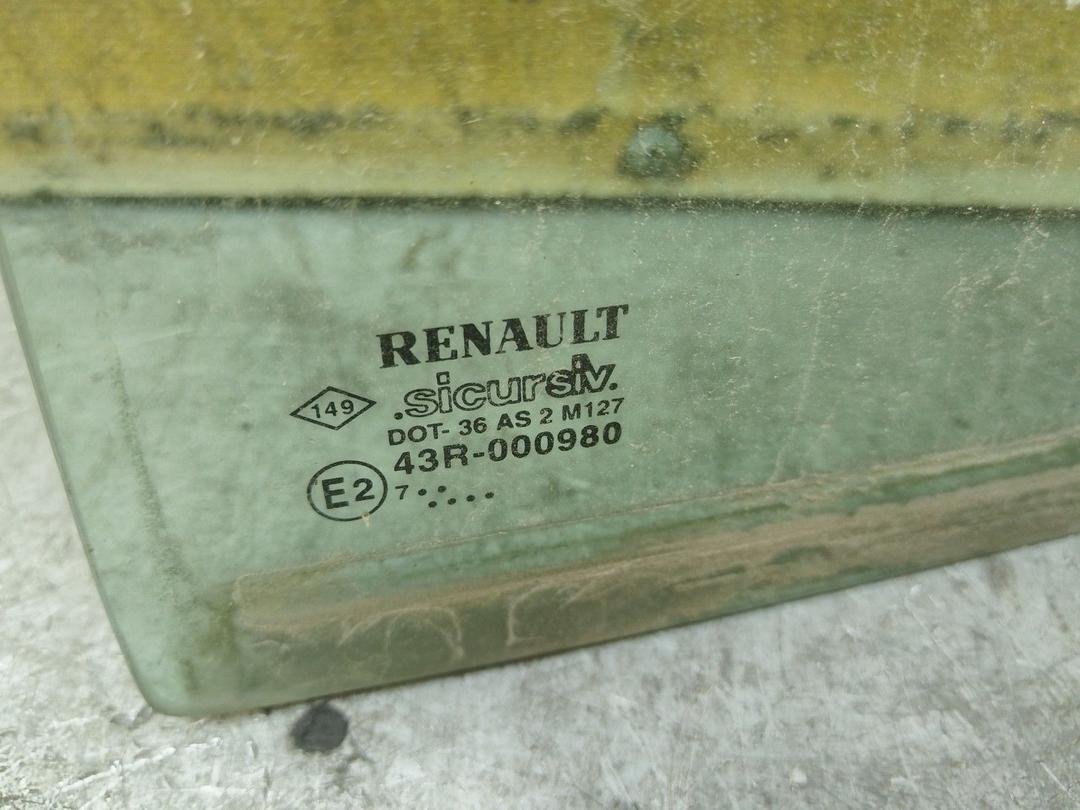 RENAULT
149
.sicursiv.
DOT- 36 AS 2 M127
43R-000980
E2
7